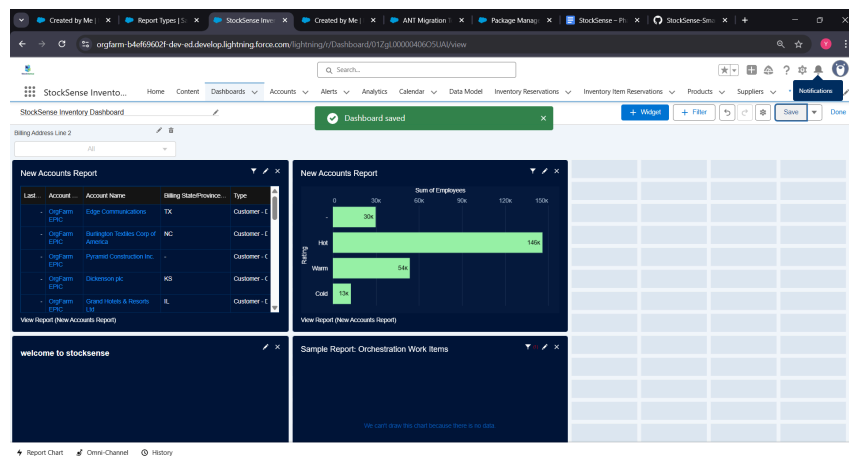 Created by Me |
Report Types | Sa
StockSense Inven
Created by Me |
ANT Migration T
Package Manage
StockSense – Ph
StockSense-Sma
orgfarm-b4ef69602f-dev-ed.develop.lightning.force.com/lightning/r/Dashboard/01ZgL00000406O5UAI/view
Search...
StockSense Invento...
Home
Content
Dashboards
Accounts
Alerts
Analytics
Calendar
Data Model
Inventory Reservations
Inventory Item Reservations
Products
Suppliers
Notifications
StockSense Inventory Dashboard
Dashboard saved
+ Widget
+ Filter
Save
Done
Billing Address Line 2
All
New Accounts Report
Last... Account ... Account Name Billing State/Province... Type
- OrgFarm EPIC Edge Communications TX Customer - D
- OrgFarm EPIC Burlington Textiles Corp of America NC Customer - D
- OrgFarm EPIC Pyramid Construction Inc. - Customer - C
- OrgFarm EPIC Dickenson plc KS Customer - C
- OrgFarm EPIC Grand Hotels & Resorts Ltd IL Customer - D
View Report (New Accounts Report)
New Accounts Report
Sum of Employees
0 30K 60K 90K 120K 150K
Rating
- 30K
Hot 146K
Warm 54K
Cold 13K
View Report (New Accounts Report)
welcome to stocksense
Sample Report: Orchestration Work Items
We can't draw this chart because there is no data.
Report Chart
Omni-Channel
History